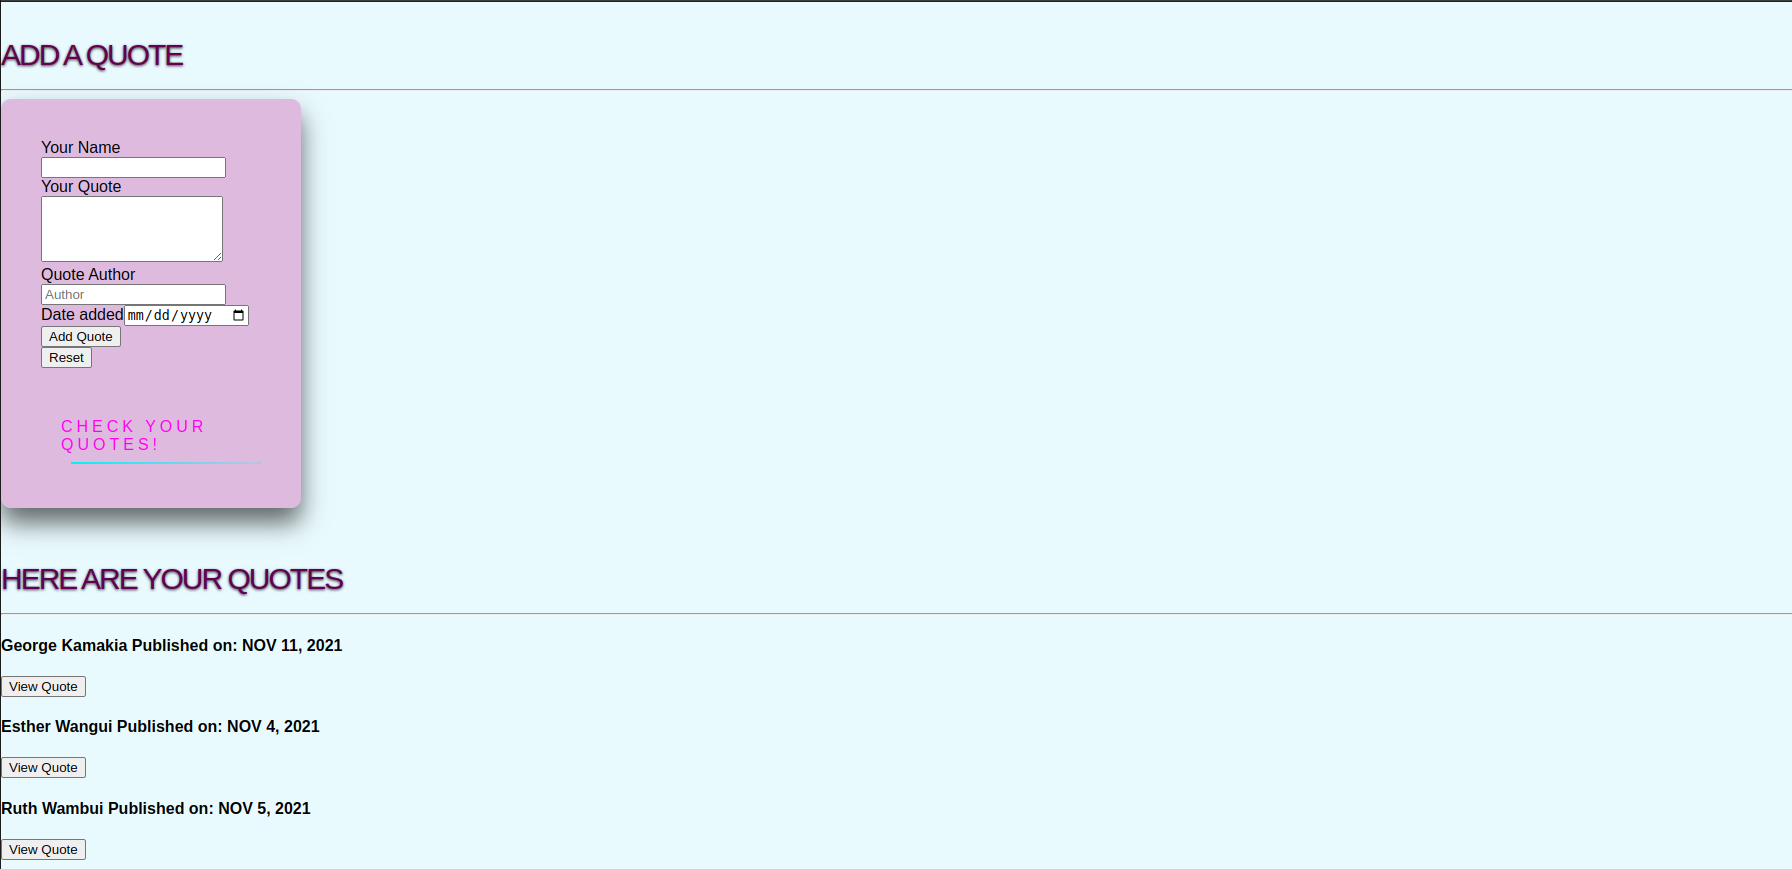 ADD A QUOTE
Your Name
Your Quote
Quote Author
Author
Date added mm/dd/yyyy
Add Quote
Reset
CHECK YOUR
QUOTES!
HERE ARE YOUR QUOTES
George Kamakia Published on: NOV 11, 2021
View Quote
Esther Wangui Published on: NOV 4, 2021
View Quote
Ruth Wambui Published on: NOV 5, 2021
View Quote